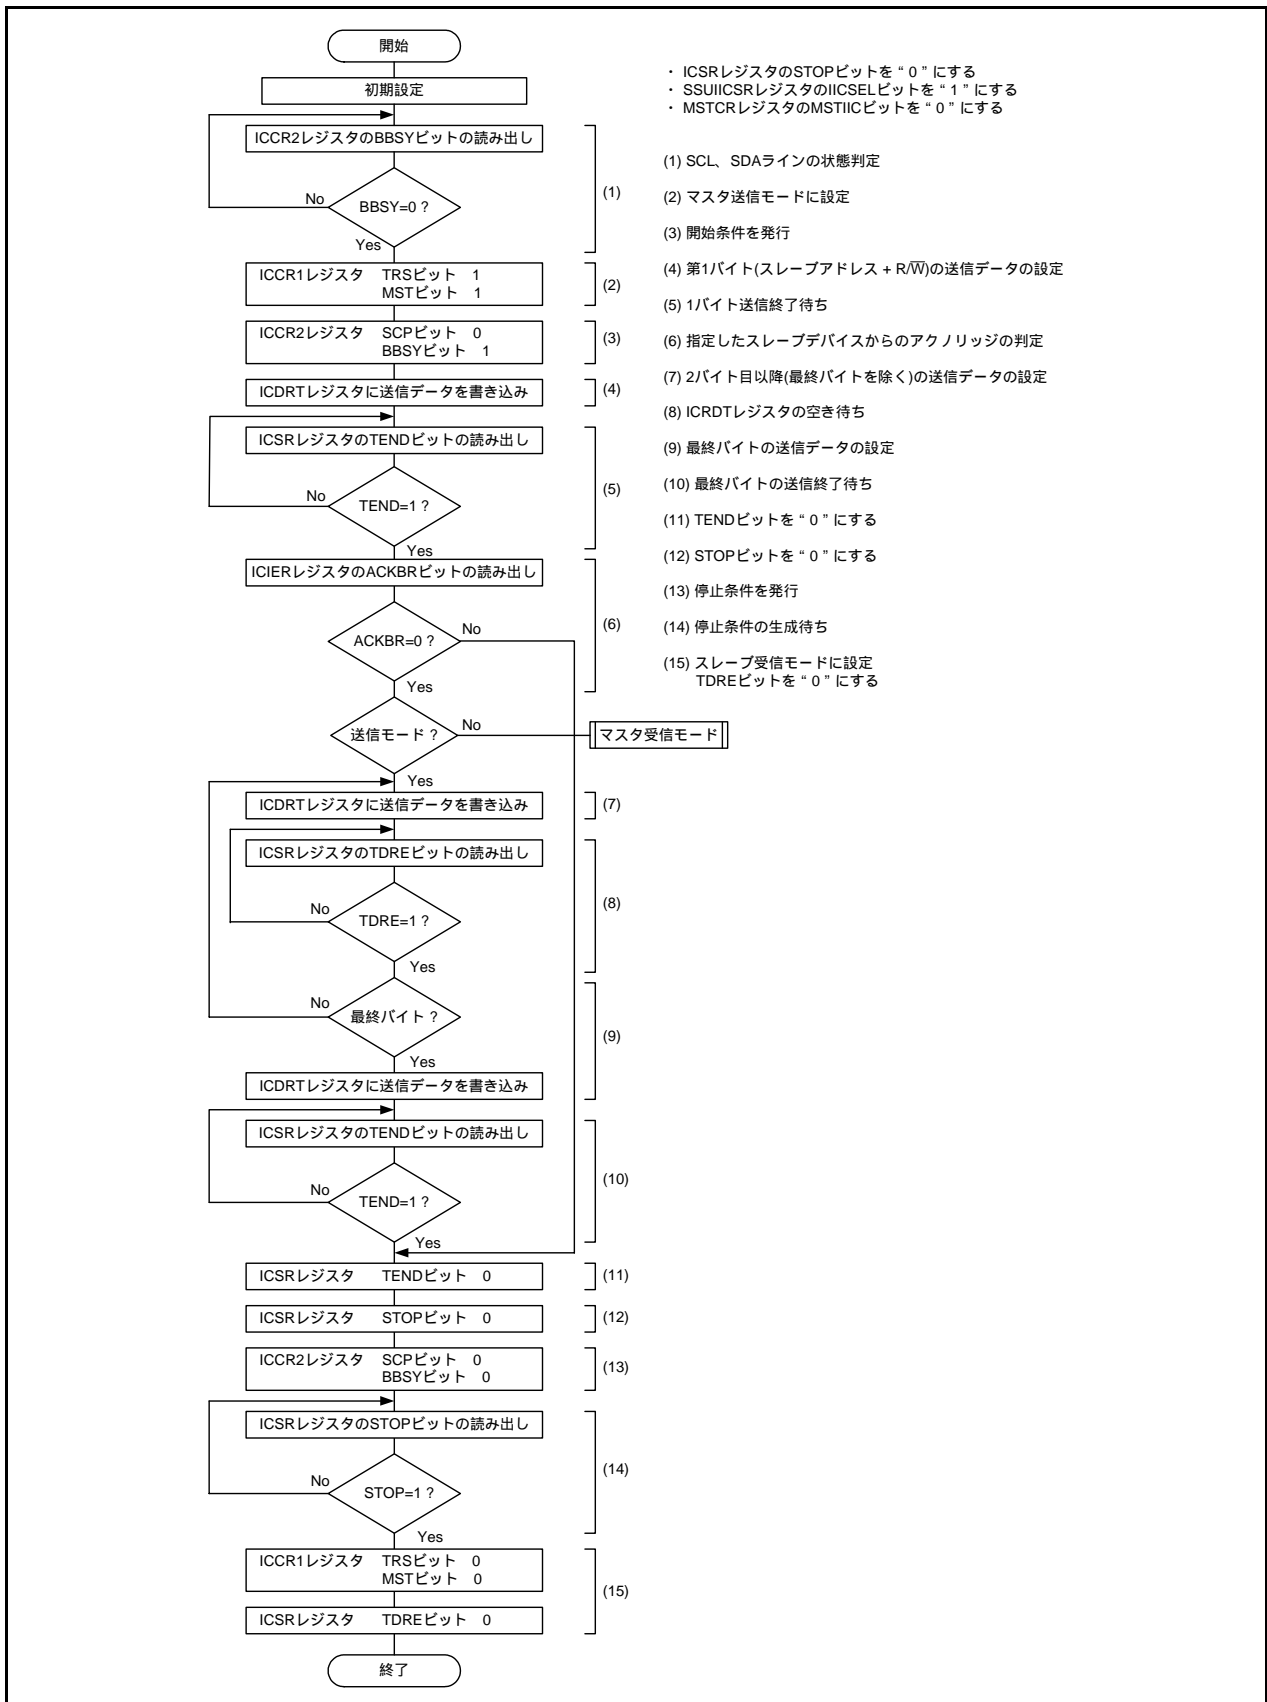 開始
初期設定
ICCR2レジスタのBBSYビットの読み出し
No
BBSY=0 ?
Yes
(1)
ICCR1レジスタ TRSビット 1
MSTビット 1
(2)
ICCR2レジスタ SCPビット 0
BBSYビット 1
(3)
ICDRTレジスタに送信データを書き込み
(4)
ICSRレジスタのTENDビットの読み出し
No
TEND=1 ?
Yes
(5)
ICIERレジスタのACKBRビットの読み出し
ACKBR=0 ?
No
Yes
(6)
送信モード ?
No
マスタ受信モード
Yes
ICDRTレジスタに送信データを書き込み
(7)
ICSRレジスタのTDREビットの読み出し
No
TDRE=1 ?
Yes
(8)
No
最終バイト ?
Yes
ICDRTレジスタに送信データを書き込み
(9)
ICSRレジスタのTENDビットの読み出し
No
TEND=1 ?
Yes
(10)
ICSRレジスタ TENDビット 0
(11)
ICSRレジスタ STOPビット 0
(12)
ICCR2レジスタ SCPビット 0
BBSYビット 0
(13)
ICSRレジスタのSTOPビットの読み出し
No
STOP=1 ?
Yes
(14)
ICCR1レジスタ TRSビット 0
MSTビット 0
ICSRレジスタ TDREビット 0
(15)
終了
・ ICSRレジスタのSTOPビットを “ 0 ” にする
・ SSUIICSRレジスタのIICSELビットを “ 1 ” にする
・ MSTCRレジスタのMSTIICビットを “ 0 ” にする
(1) SCL、SDAラインの状態判定
(2) マスタ送信モードに設定
(3) 開始条件を発行
(4) 第1バイト(スレーブアドレス + R/W̅)の送信データの設定
(5) 1バイト送信終了待ち
(6) 指定したスレーブデバイスからのアクノリッジの判定
(7) 2バイト目以降(最終バイトを除く)の送信データの設定
(8) ICRDTレジスタの空き待ち
(9) 最終バイトの送信データの設定
(10) 最終バイトの送信終了待ち
(11) TENDビットを “ 0 ” にする
(12) STOPビットを “ 0 ” にする
(13) 停止条件を発行
(14) 停止条件の生成待ち
(15) スレーブ受信モードに設定
TDREビットを “ 0 ” にする